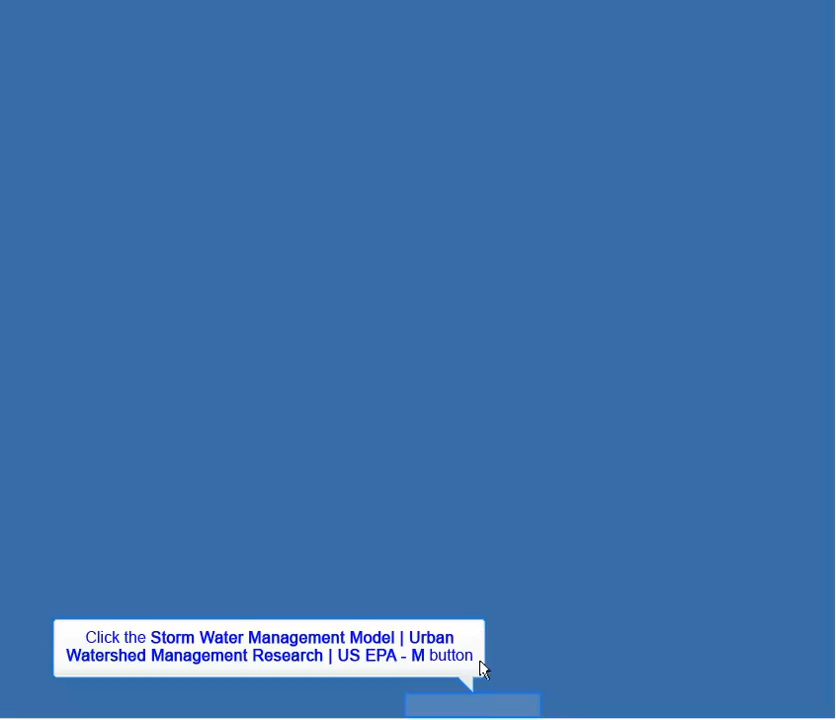 Click the Storm Water Management Model | Urban
Watershed Management Research | US EPA - M button